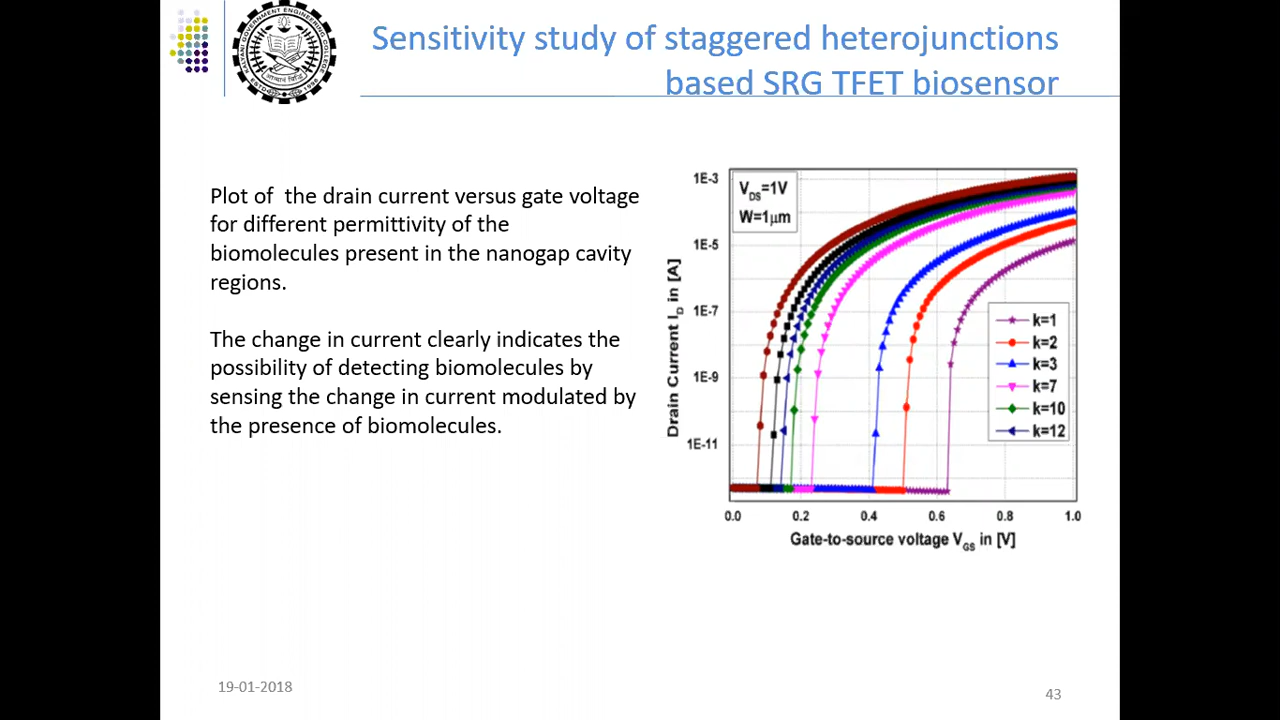 Sensitivity study of staggered heterojunctions
based SRG TFET biosensor
Plot of the drain current versus gate voltage
for different permittivity of the
biomolecules present in the nanogap cavity
regions.
The change in current clearly indicates the
possibility of detecting biomolecules by
sensing the change in current modulated by
the presence of biomolecules.
Drain Current ID in [A]
1E-3
1E-5
1E-7
1E-9
1E-11
VDS=1V
W=1μm
k=1
k=2
k=3
k=7
k=10
k=12
0.0 0.2 0.4 0.6 0.8 1.0
Gate-to-source voltage VGS in [V]
19-01-2018
43